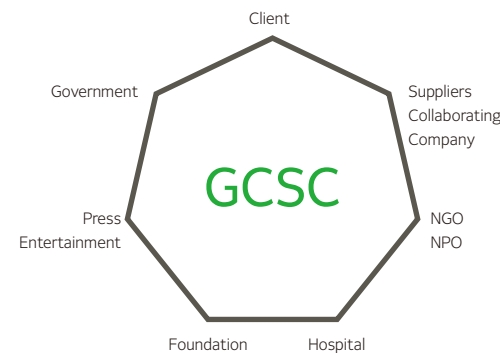 Client
Government
Suppliers
Collaborating
Company
GCSC
Press
Entertainment
NGO
NPO
Foundation
Hospital